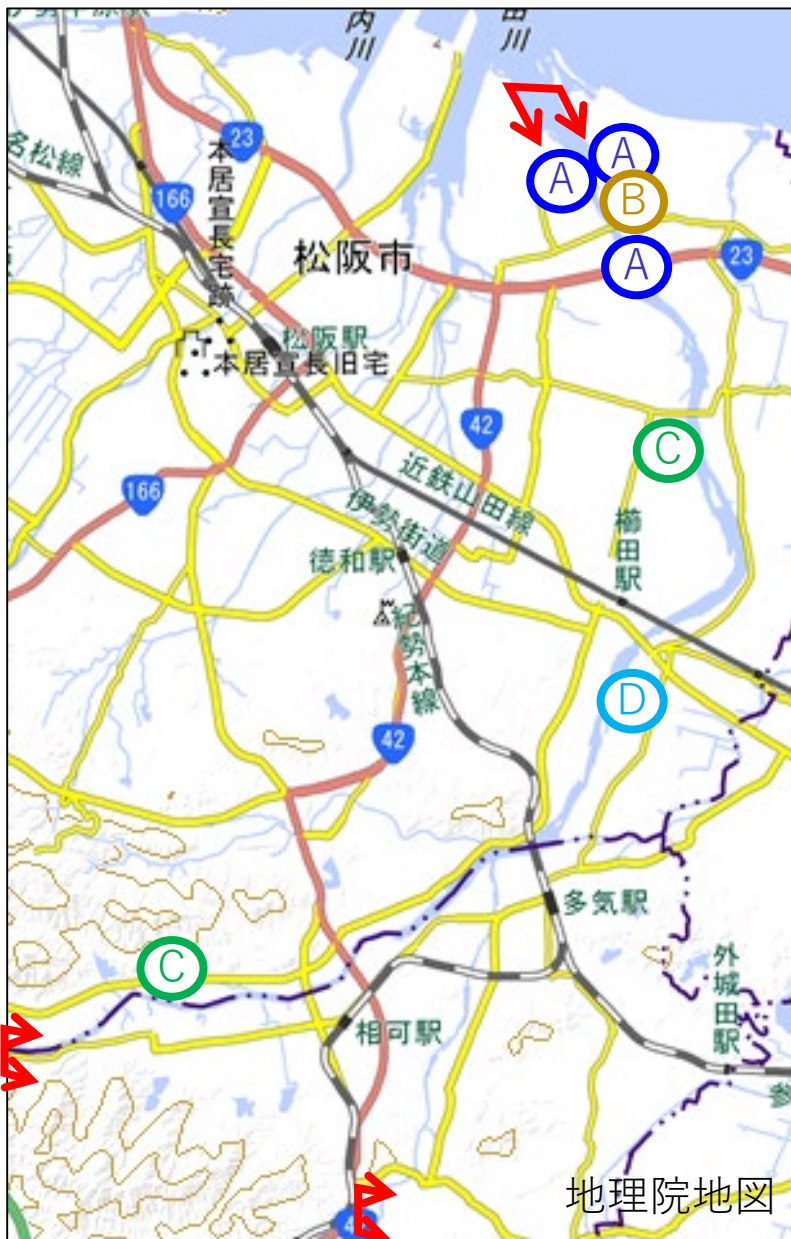 内川
田川
名松線
23
A
A
B
A
166
本居宣長宅跡
松阪市
23
松阪駅
本居宣長旧宅
42
C
166
近鉄山田線
伊勢街道
櫛田駅
徳和駅
紀勢本線
D
42
多気駅
C
外城田駅
相可駅
参
地理院地図